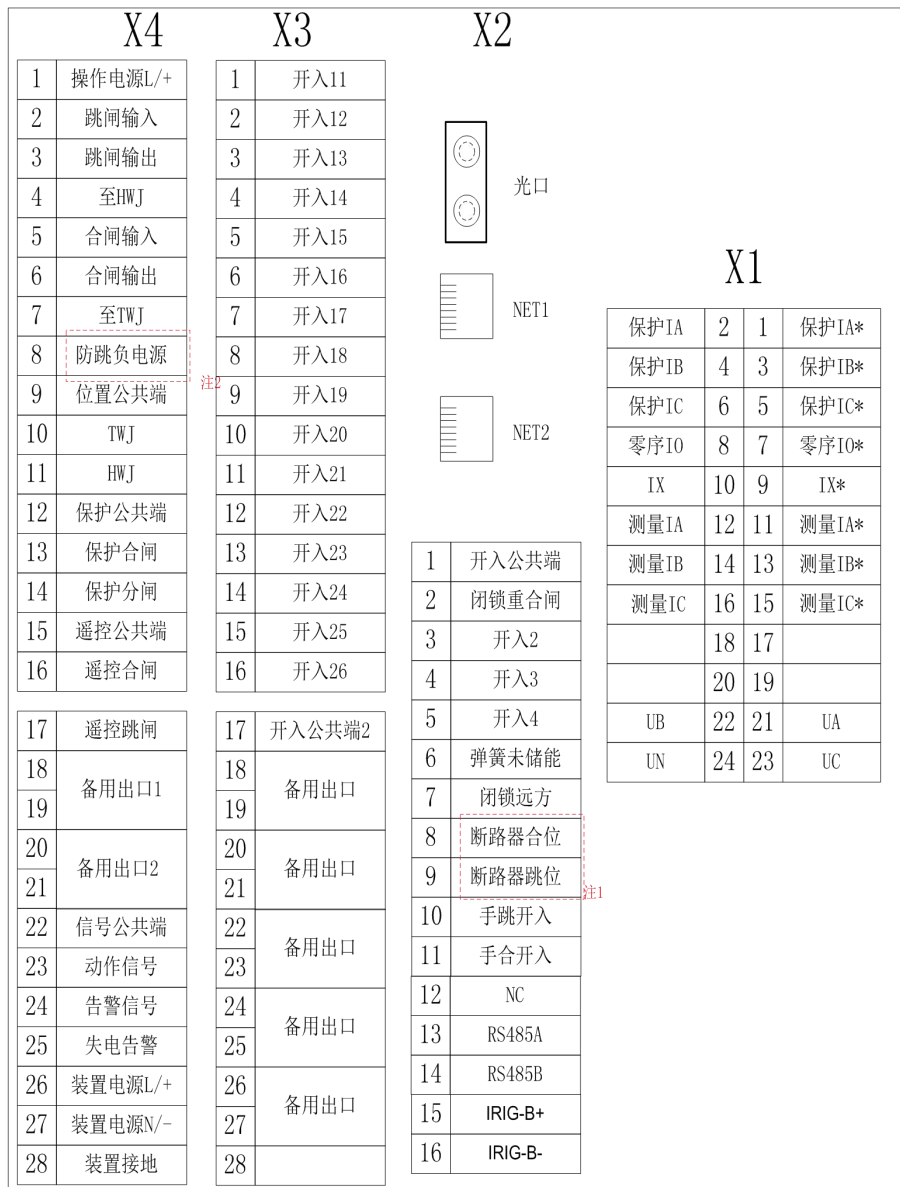 X4
1 操作电源L/+
2 跳闸输入
3 跳闸输出
4 至HWJ
5 合闸输入
6 合闸输出
7 至TWJ
8 防跳负电源
注2
9 位置公共端
10 TWJ
11 HWJ
12 保护公共端
13 保护合闸
14 保护分闸
15 遥控公共端
16 遥控合闸
17 遥控跳闸
18
备用出口1
19
20
备用出口2
21
22 信号公共端
23 动作信号
24 告警信号
25 失电告警
26 装置电源L/+
27 装置电源N/-
28 装置接地
X3
1 开入11
2 开入12
3 开入13
4 开入14
5 开入15
6 开入16
7 开入17
8 开入18
9 开入19
10 开入20
11 开入21
12 开入22
13 开入23
14 开入24
15 开入25
16 开入26
17 开入公共端2
18
备用出口
19
20
备用出口
21
22
备用出口
23
24
备用出口
25
26
备用出口
27
28
X2
光口
NET1
NET2
1 开入公共端
2 闭锁重合闸
3 开入2
4 开入3
5 开入4
6 弹簧未储能
7 闭锁远方
8 断路器合位
9 断路器跳位
注1
10 手跳开入
11 手合开入
12 NC
13 RS485A
14 RS485B
15 IRIG-B+
16 IRIG-B-
X1
保护IA 2 1 保护IA*
保护IB 4 3 保护IB*
保护IC 6 5 保护IC*
零序IO 8 7 零序IO*
IX 10 9 IX*
测量IA 12 11 测量IA*
测量IB 14 13 测量IB*
测量IC 16 15 测量IC*
18 17
20 19
UB 22 21 UA
UN 24 23 UC